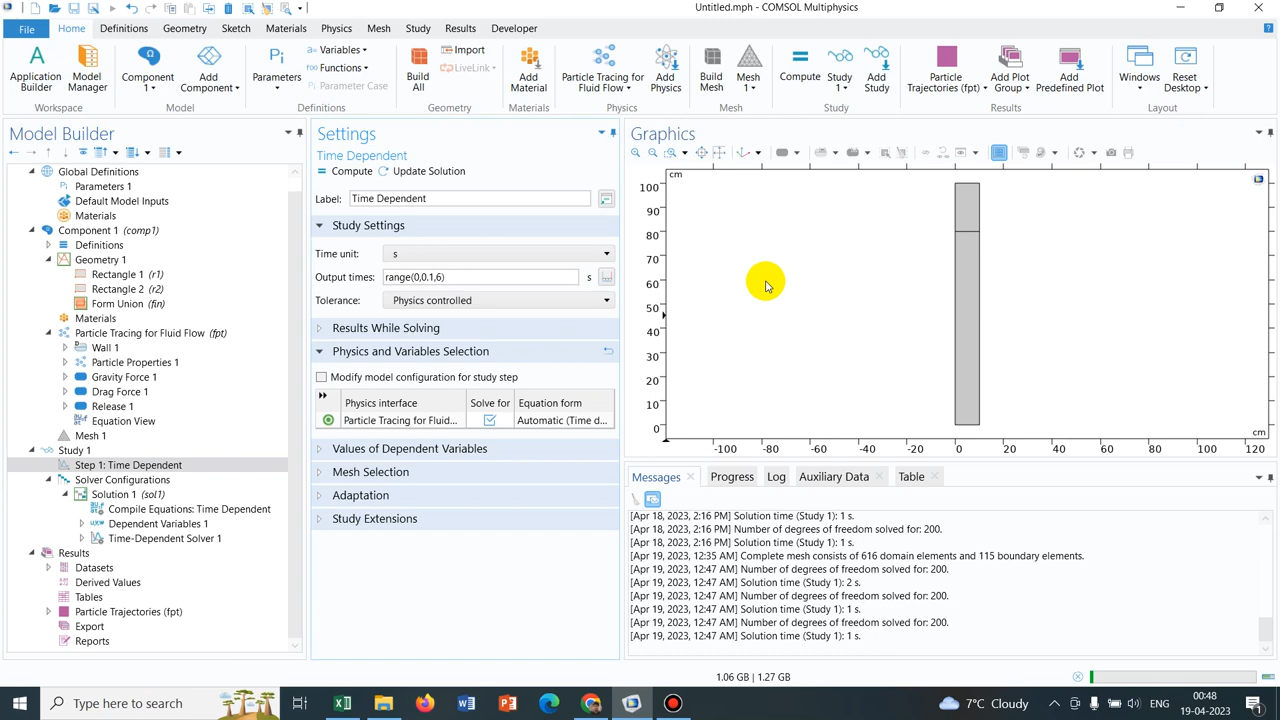 Untitled.mph - COMSOL Multiphysics
File Home Definitions Geometry Sketch Materials Physics Mesh Study Results Developer
Application Builder
Model Manager
Workspace
Component 1
Add Component
Model
Parameters
Variables
Functions
Parameter Case
Definitions
Build All
Import
LiveLink
Geometry
Add Material
Materials
Particle Tracing for Fluid Flow
Add Physics
Physics
Build Mesh
Mesh 1
Mesh
Compute
Study 1
Add Study
Study
Particle Trajectories (fpt)
Add Plot Group
Add Predefined Plot
Results
Windows
Reset Desktop
Layout
Model Builder
Global Definitions
Parameters 1
Default Model Inputs
Materials
Component 1 (comp1)
Definitions
Geometry 1
Rectangle 1 (r1)
Rectangle 2 (r2)
Form Union (fin)
Materials
Particle Tracing for Fluid Flow (fpt)
Wall 1
Particle Properties 1
Gravity Force 1
Drag Force 1
Release 1
Equation View
Mesh 1
Study 1
Step 1: Time Dependent
Solver Configurations
Solution 1 (sol1)
Compile Equations: Time Dependent
Dependent Variables 1
Time-Dependent Solver 1
Results
Datasets
Derived Values
Tables
Particle Trajectories (fpt)
Export
Reports
Settings
Time Dependent
= Compute Update Solution
Label: Time Dependent
Study Settings
Time unit: s
Output times: range(0,0.1,6) s
Tolerance: Physics controlled
Results While Solving
Physics and Variables Selection
Modify model configuration for study step
Physics interface Solve for Equation form
Particle Tracing for Fluid... Automatic (Time d...
Values of Dependent Variables
Mesh Selection
Adaptation
Study Extensions
Graphics
cm
100
90
80
70
60
50
40
30
20
10
0
cm
-100 -80 -60 -40 -20 0 20 40 60 80 100 120
Messages Progress Log Auxiliary Data Table
[Apr 18, 2023, 2:16 PM] Solution time (Study 1): 1 s.
[Apr 18, 2023, 2:16 PM] Number of degrees of freedom solved for: 200.
[Apr 18, 2023, 2:16 PM] Solution time (Study 1): 1 s.
[Apr 19, 2023, 12:35 AM] Complete mesh consists of 616 domain elements and 115 boundary elements.
[Apr 19, 2023, 12:47 AM] Number of degrees of freedom solved for: 200.
[Apr 19, 2023, 12:47 AM] Solution time (Study 1): 2 s.
[Apr 19, 2023, 12:47 AM] Number of degrees of freedom solved for: 200.
[Apr 19, 2023, 12:47 AM] Solution time (Study 1): 1 s.
[Apr 19, 2023, 12:47 AM] Number of degrees of freedom solved for: 200.
[Apr 19, 2023, 12:47 AM] Solution time (Study 1): 1 s.
1.06 GB | 1.27 GB
Type here to search
7°C Cloudy
ENG
00:48
19-04-2023